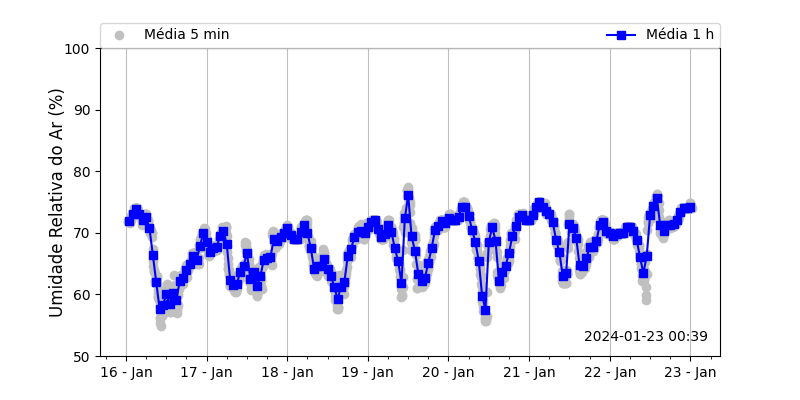 Média 5 min
Média 1 h
100
90
80
70
60
50
Umidade Relativa do Ar (%)
2024-01-23 00:39
16 - Jan
17 - Jan
18 - Jan
19 - Jan
20 - Jan
21 - Jan
22 - Jan
23 - Jan